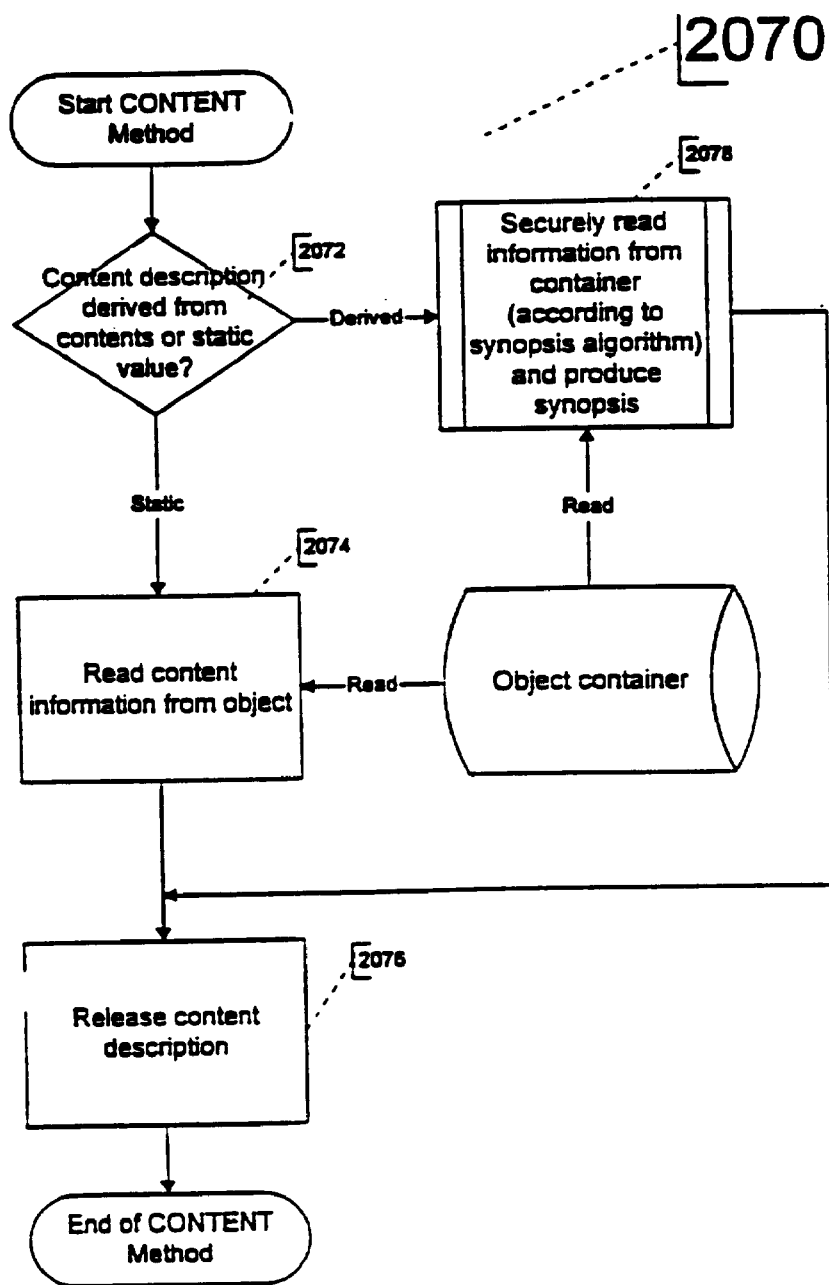 2070
Start CONTENT
Method
2078
Securely read
information from
container
(according to
synopsis algorithm)
and produce
synopsis
2072
Content description
derived from
contents or static
value?
Derived
Static
Read
2074
Read content
information from object
Read
Object container
2076
Release content
description
End of CONTENT
Method